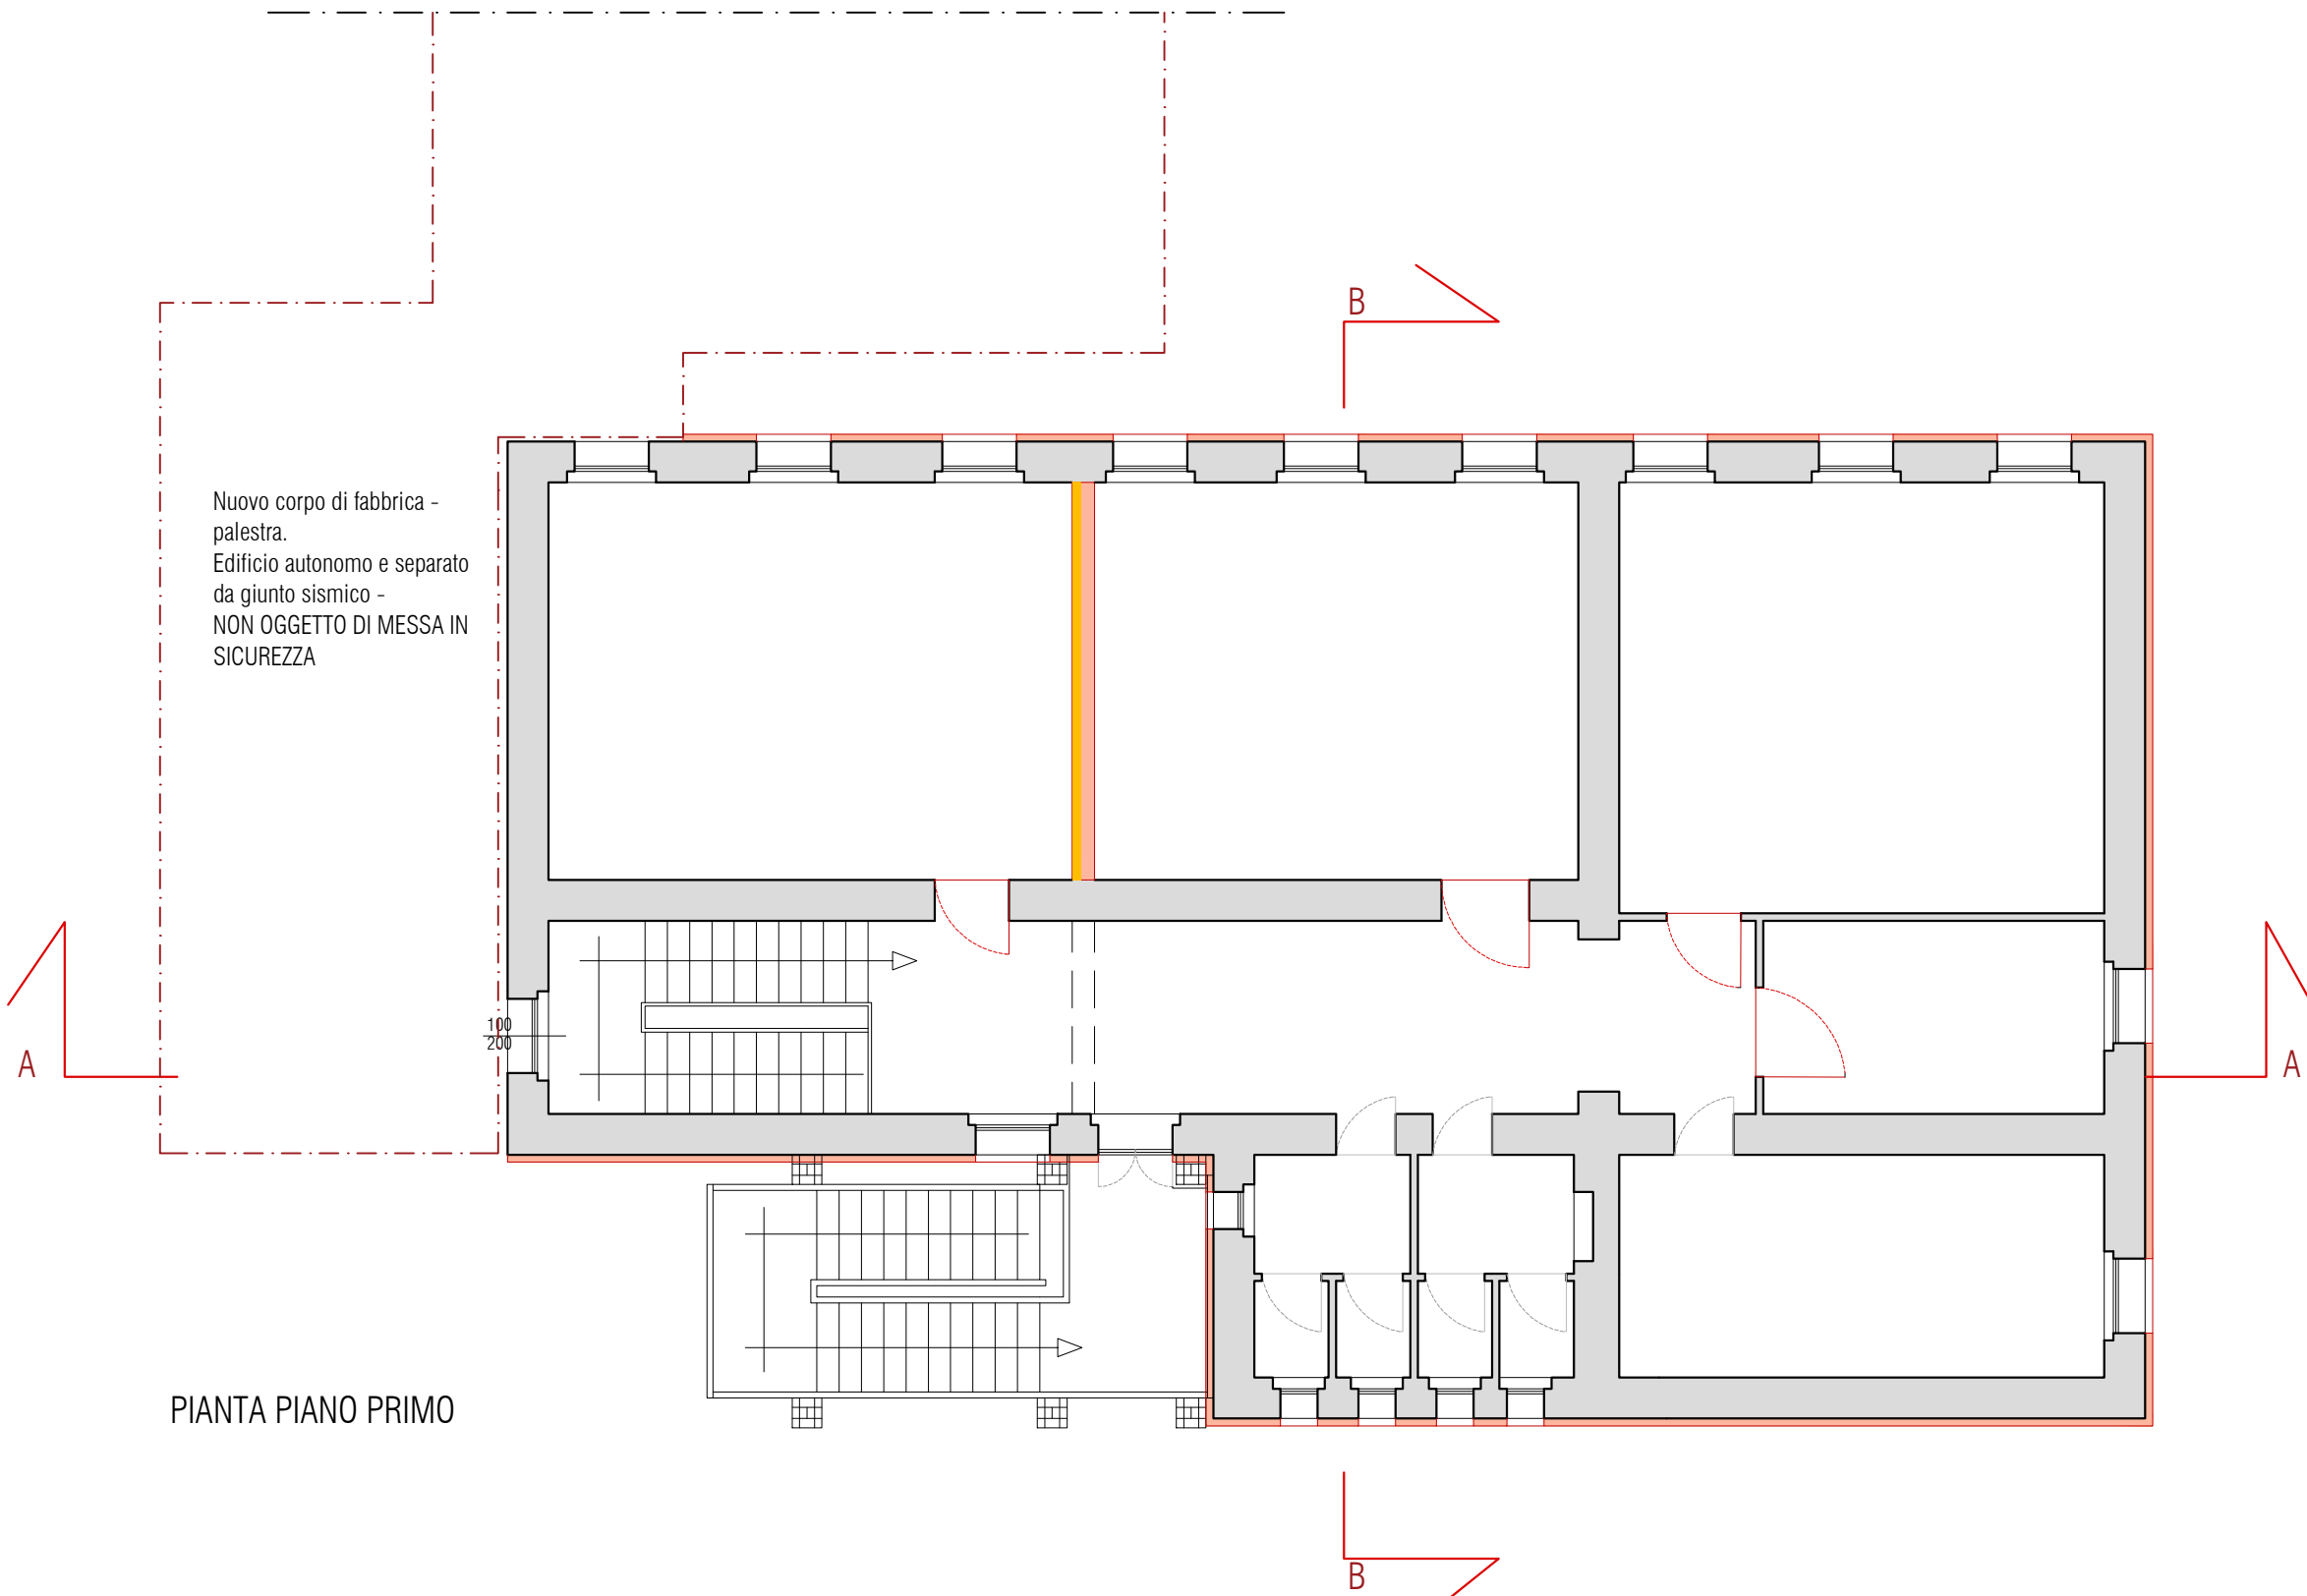 B
Nuovo corpo di fabbrica -
palestra.
Edificio autonomo e separato
da giunto sismico -
NON OGGETTO DI MESSA IN
SICUREZZA
100
200
A
A
PIANTA PIANO PRIMO
B